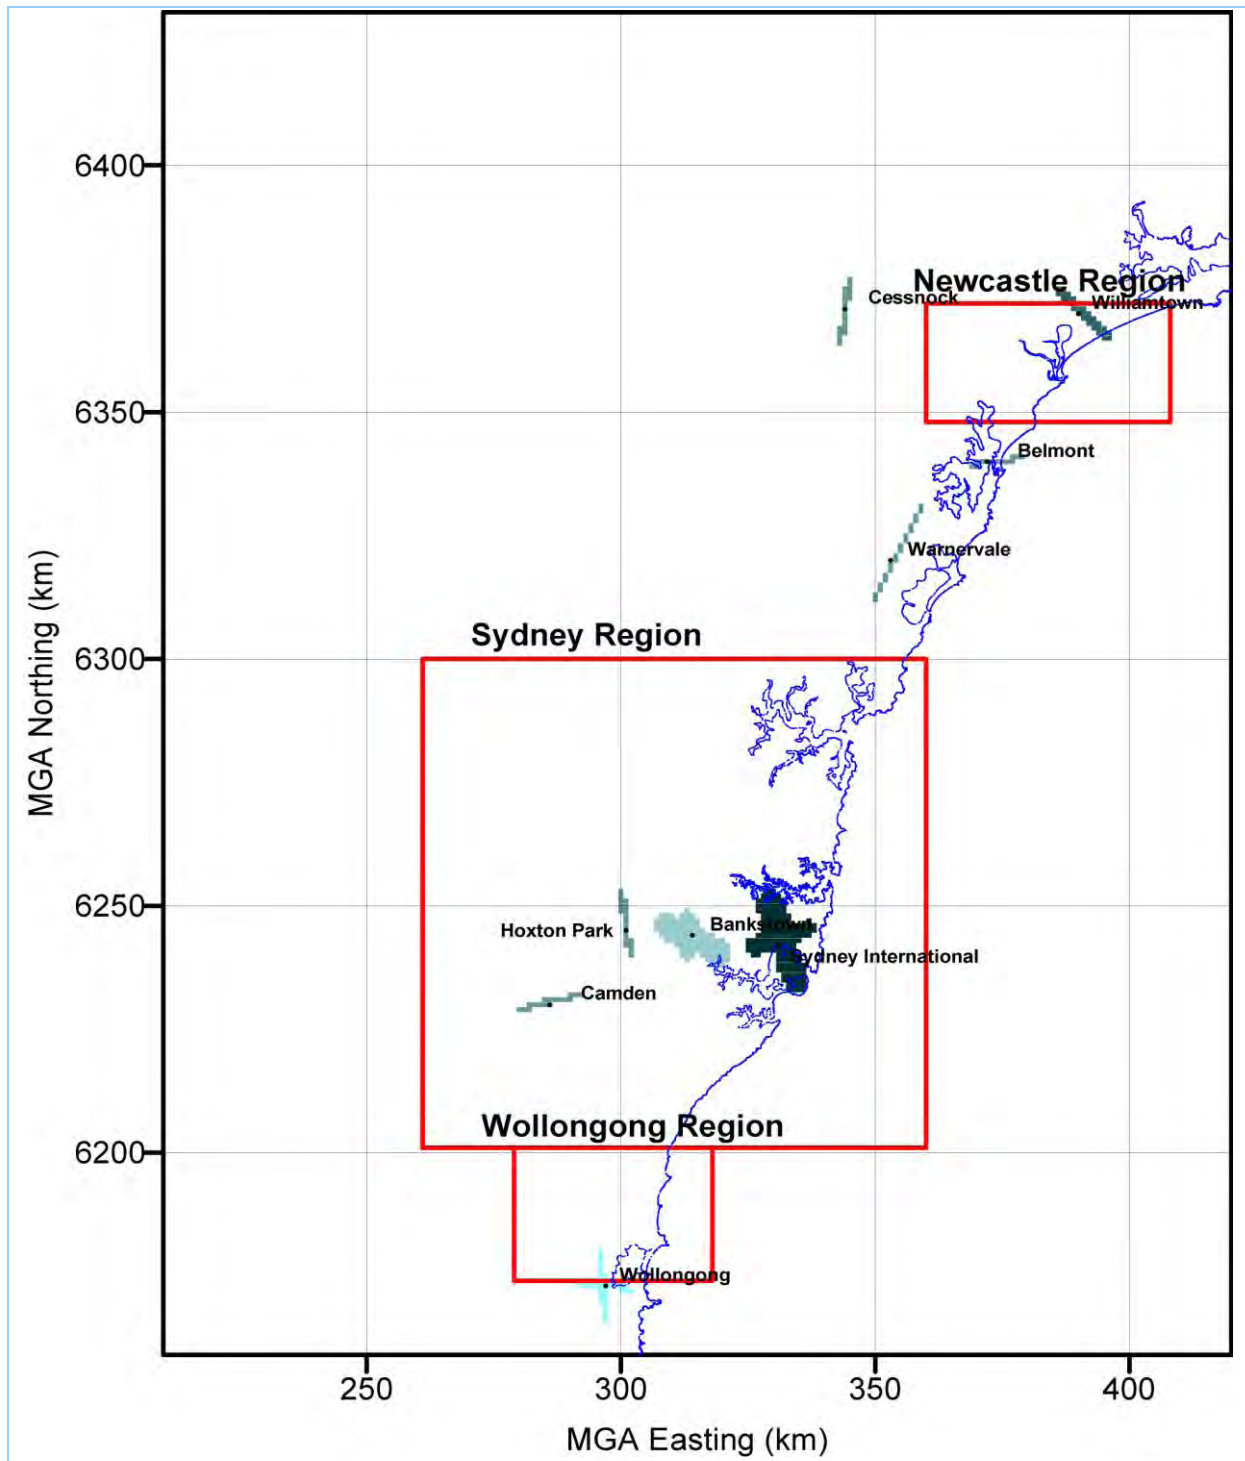 6400
Newcastle Region
Cessnock
Williamtown
6350
Belmont
Warnervale
MGA Northing (km)
Sydney Region
6300
6250
Hoxton Park
Bankstown
Sydney International
Camden
Wollongong Region
6200
Wollongong
250
300
350
400
MGA Easting (km)